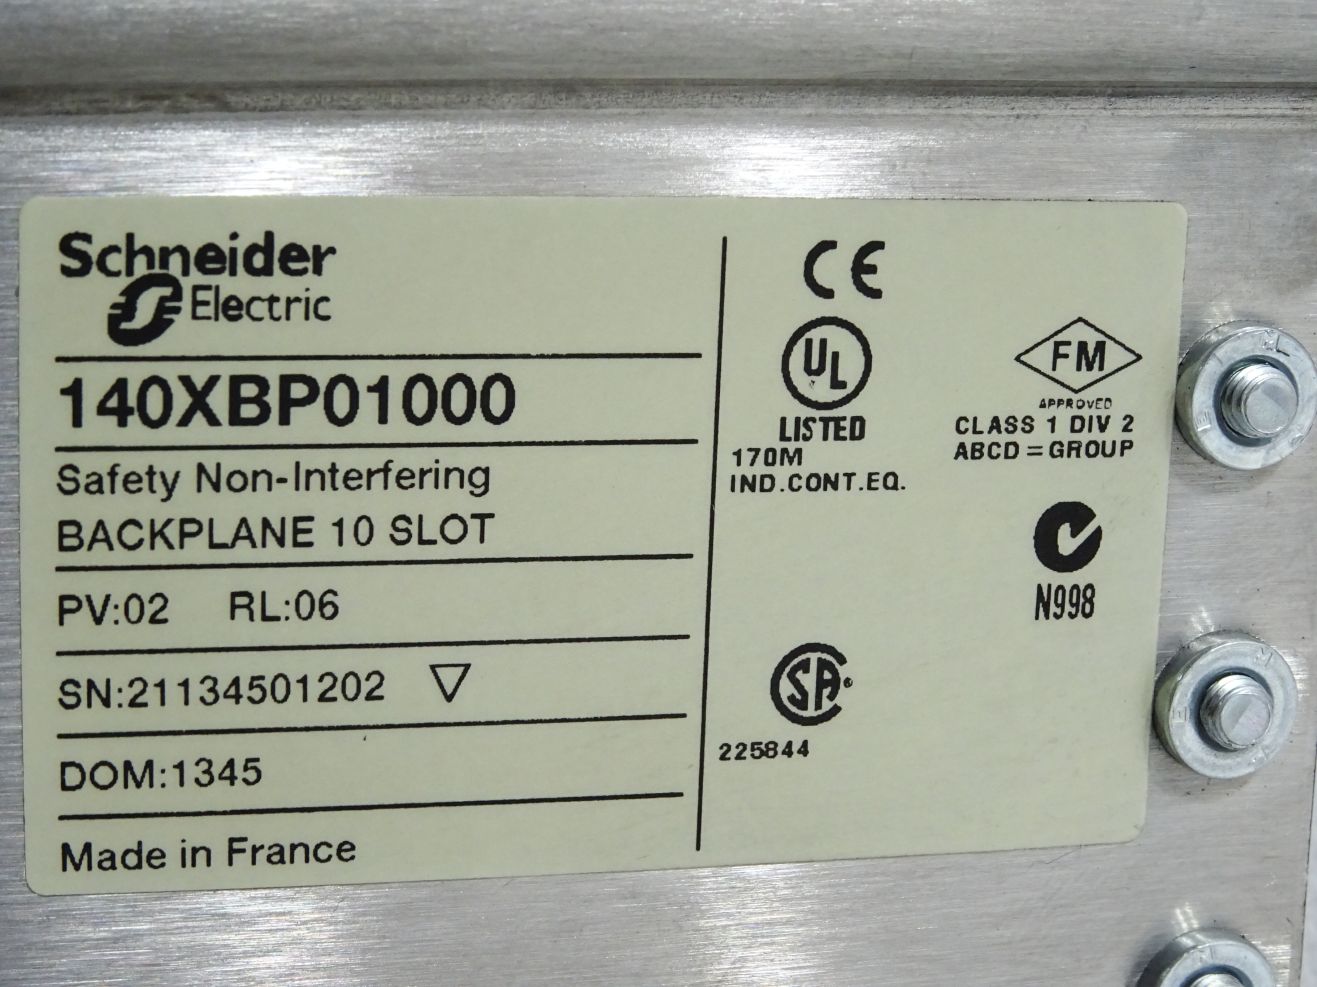 Schneider
Electric
140XBP01000
Safety Non-Interfering
BACKPLANE 10 SLOT
PV:02 RL:06
SN:21134501202
DOM:1345
Made in France
CE
UL
LISTED
170M
IND.CONT.EQ.
FM
APPROVED
CLASS 1 DIV 2
ABCD=GROUP
N998
SA
225844